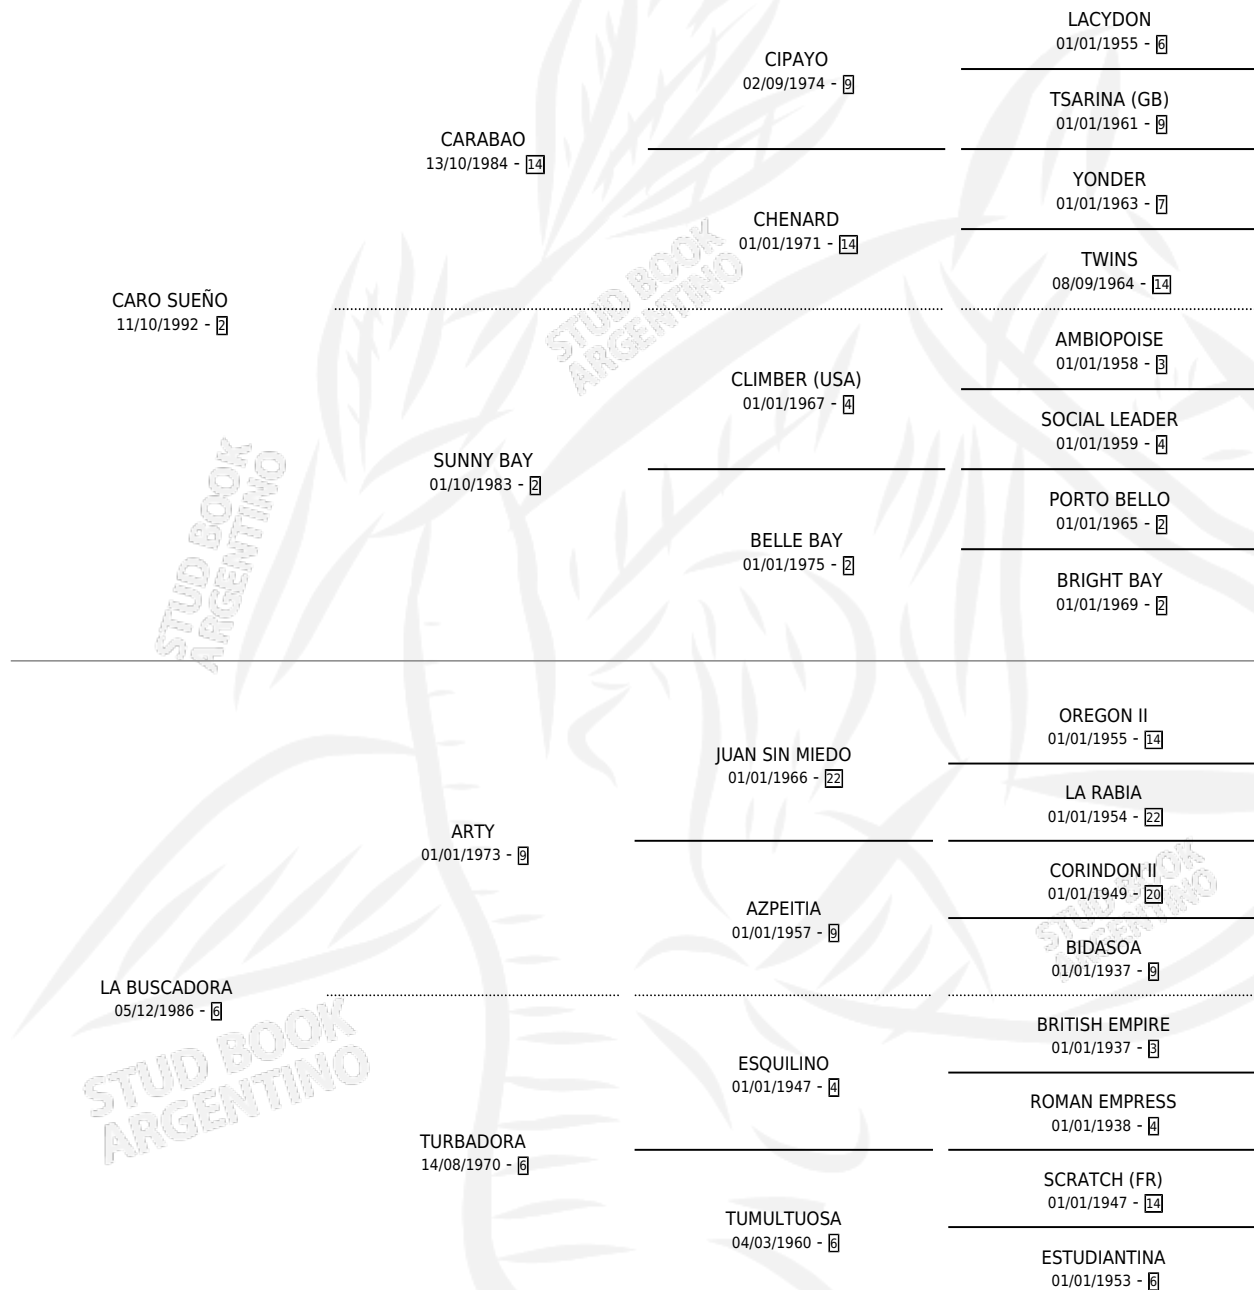 LACYDON
01/01/1955 - 6
CIPAYO
02/09/1974 - 9
TSARINA (GB)
01/01/1961 - 9
CARABAO
13/10/1984 - 14
YONDER
01/01/1963 - 7
CHENARD
01/01/1971 - 14
TWINS
08/09/1964 - 14
CARO SUEÑO
11/10/1992 - 2
AMBIOPOISE
01/01/1958 - 3
CLIMBER (USA)
01/01/1967 - 4
SOCIAL LEADER
01/01/1959 - 4
SUNNY BAY
01/10/1983 - 2
PORTO BELLO
01/01/1965 - 2
BELLE BAY
01/01/1975 - 2
BRIGHT BAY
01/01/1969 - 2
OREGON II
01/01/1955 - 14
JUAN SIN MIEDO
01/01/1966 - 22
LA RABIA
01/01/1954 - 22
ARTY
01/01/1973 - 9
CORINDON II
01/01/1949 - 20
AZPEITIA
01/01/1957 - 9
BIDASOA
01/01/1937 - 9
LA BUSCADORA
05/12/1986 - 6
BRITISH EMPIRE
01/01/1937 - 3
ESQUILINO
01/01/1947 - 4
ROMAN EMPRESS
01/01/1938 - 4
TURBADORA
14/08/1970 - 6
SCRATCH (FR)
01/01/1947 - 14
TUMULTUOSA
04/03/1960 - 6
ESTUDIANTINA
01/01/1953 - 6
STUD BOOK
ARGENTINO
STUD BOOK
ARGENTINO
STUD BOOK
ARGENTINO
STUD BOOK
ARGENTINO